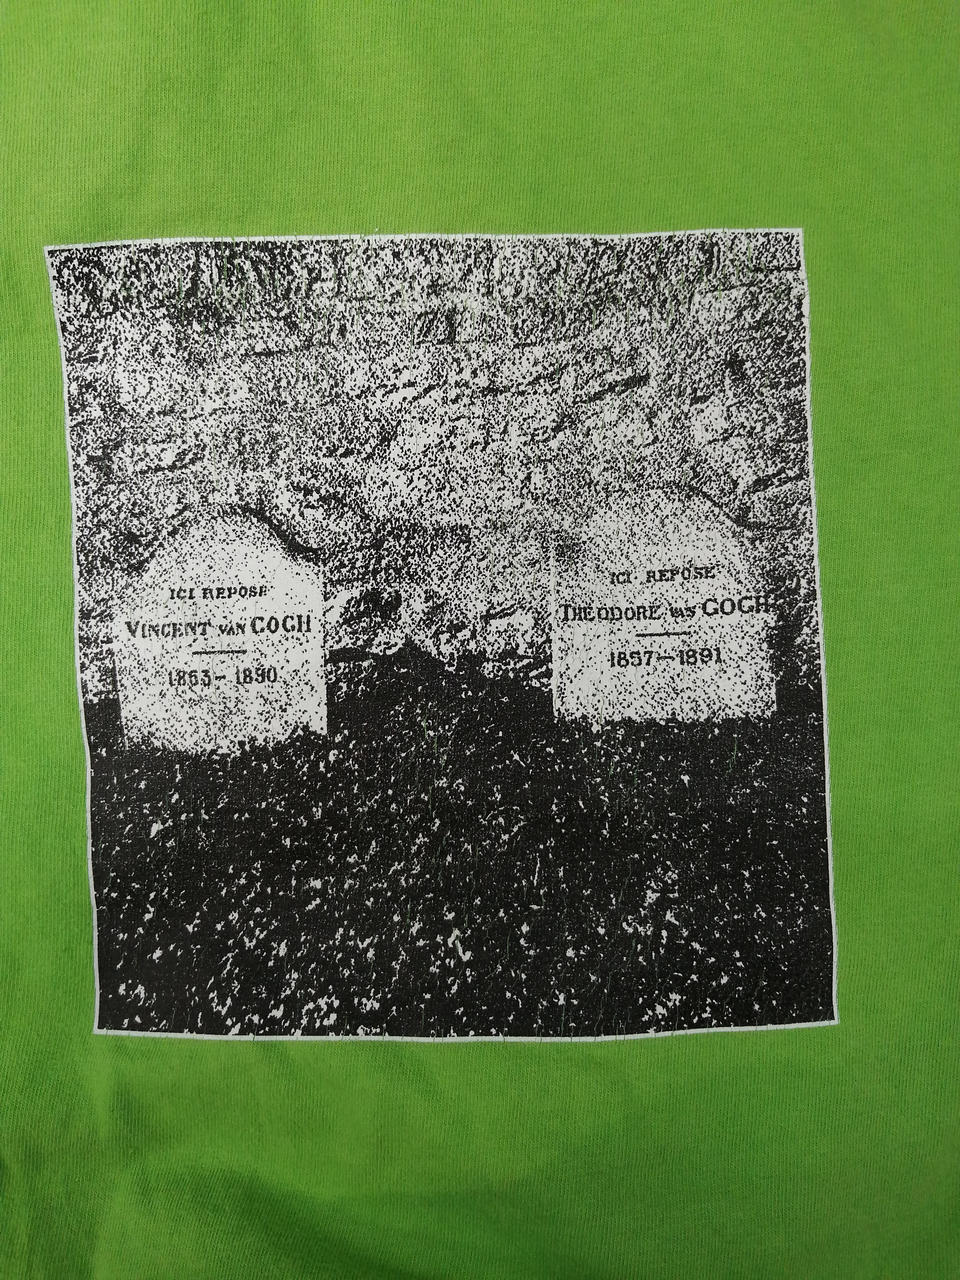 ICI REPOSE
VINCENT VAN GOGH
1853-1890
ICI REPOSE
THEODORE VAN GOGH
1857-1891